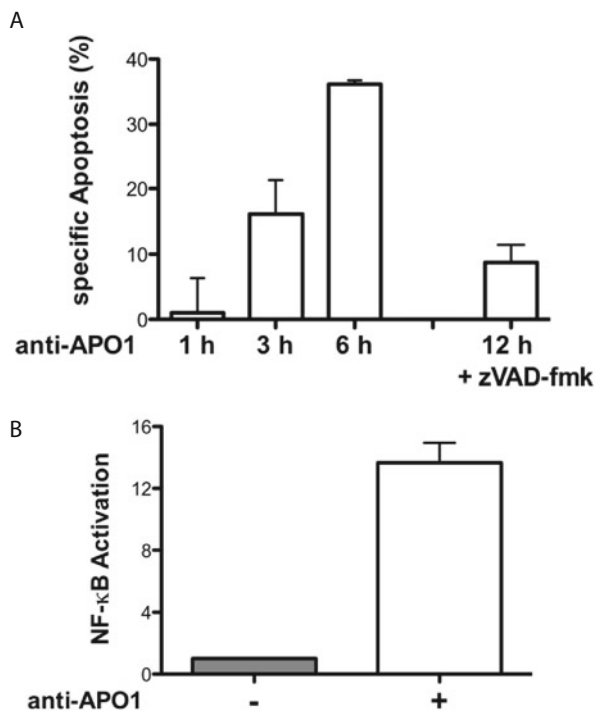 A
specific Apoptosis (%)
40
30
20
10
0
anti-APO1 1 h 3 h 6 h 12 h
+ zVAD-fmk
B
NF-κB Activation
16
12
8
4
0
anti-APO1 - +